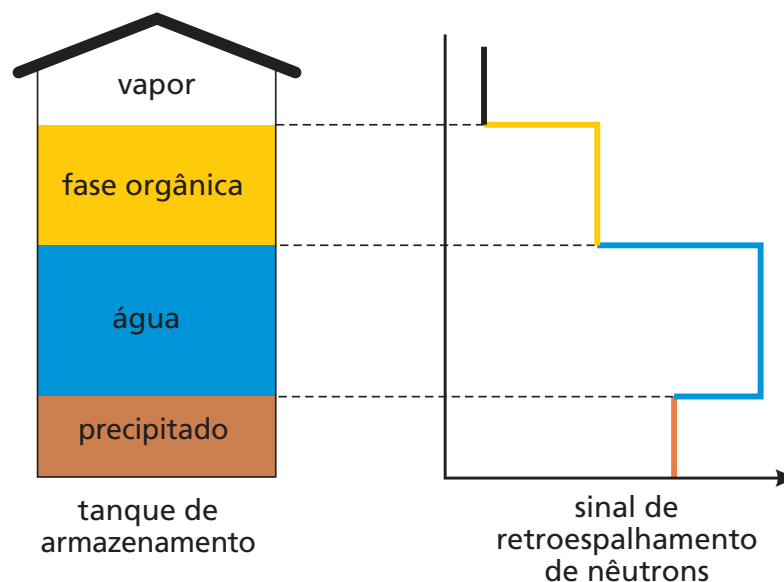 vapor
fase orgânica
água
precipitado
tanque de
armazenamento
sinal de
retroespalhamento
de nêutrons